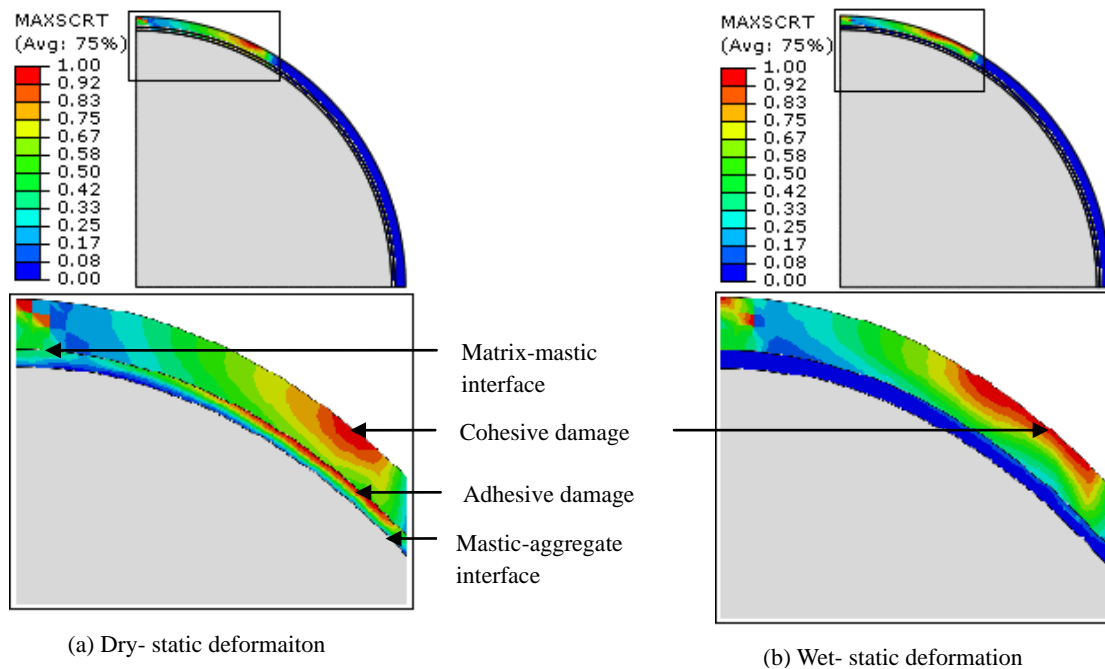 MAXSCRT
(Avg: 75%)
1.00
0.92
0.83
0.75
0.67
0.58
0.50
0.42
0.33
0.25
0.17
0.08
0.00
MAXSCRT
(Avg: 75%)
1.00
0.92
0.83
0.75
0.67
0.58
0.50
0.42
0.33
0.25
0.17
0.08
0.00
Matrix-mastic
interface
Cohesive damage
Adhesive damage
Mastic-aggregate
interface
(a) Dry- static deformaiton
(b) Wet- static deformation